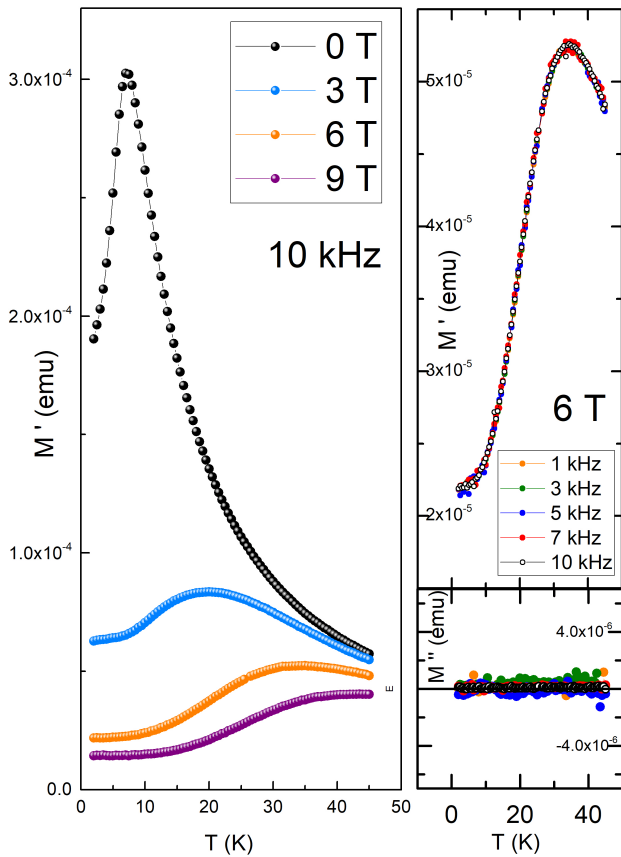 0 T
3 T
6 T
9 T
10 kHz
M ' (emu)
3.0x10⁻⁴
2.0x10⁻⁴
1.0x10⁻⁴
0.0
0 10 20 30 40 50
T (K)
E
M ' (emu)
5x10⁻⁵
4x10⁻⁵
3x10⁻⁵
2x10⁻⁵
6 T
1 kHz
3 kHz
5 kHz
7 kHz
10 kHz
M '' (emu)
4.0x10⁻⁶
-4.0x10⁻⁶
0 20 40
T (K)